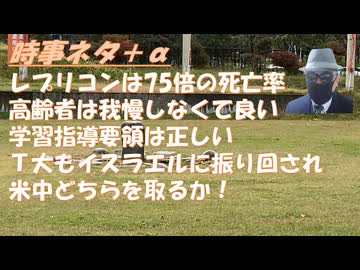 時事ネタ＋α
レプリコンは75倍の死亡率
高齢者は我慢しなくて良い
学習指導要領は正しい
Ｔ大もイスラエルに振り回され
米中どちらを取るか！